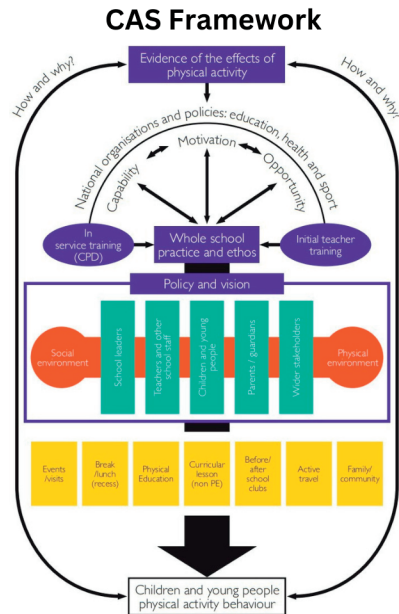 CAS Framework
Evidence of the effects of
physical activity
How and why?
How and why?
National organisations and policies: education, health and sport
Motivation
Capability
Opportunity
In
service training
(CPD)
Whole school
practice and ethos
Initial teacher
training
Policy and vision
Social
environment
School leaders
Teachers and other
school staff
Children and young
people
Parents / guardians
Wider stakeholders
Physical
environment
Events
/visits
Break
/lunch
(recess)
Physical
Education
Curricular
lesson
(non PE)
Before/
after
school
clubs
Active
travel
Family/
community
Children and young people
physical activity behaviour